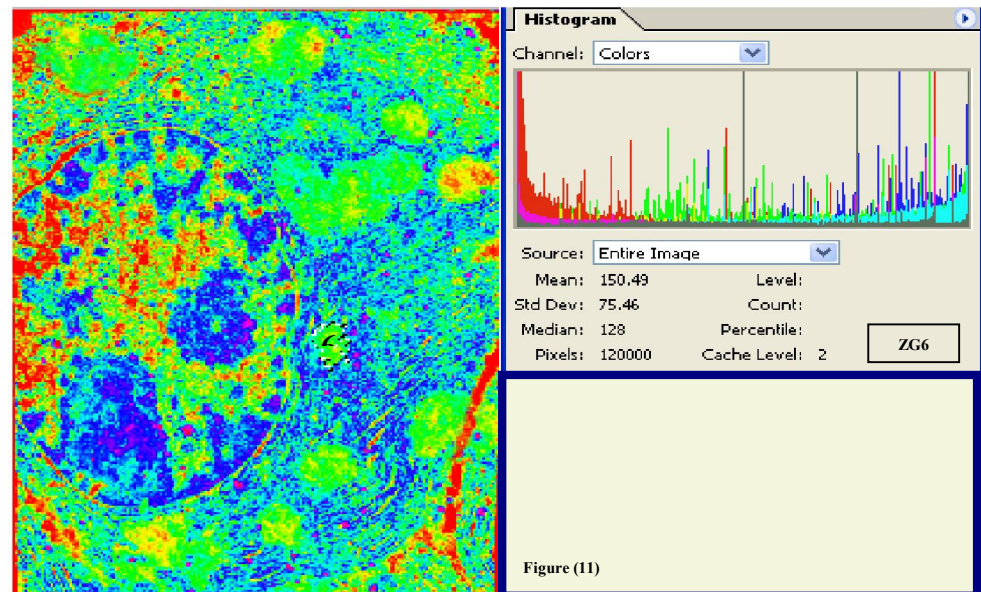 Histogram
Channel: Colors
Source: Entire Image
Mean: 150.49 Level:
Std Dev: 75.46 Count:
Median: 128 Percentile:
Pixels: 120000 Cache Level: 2
ZG6
6
Figure (11)